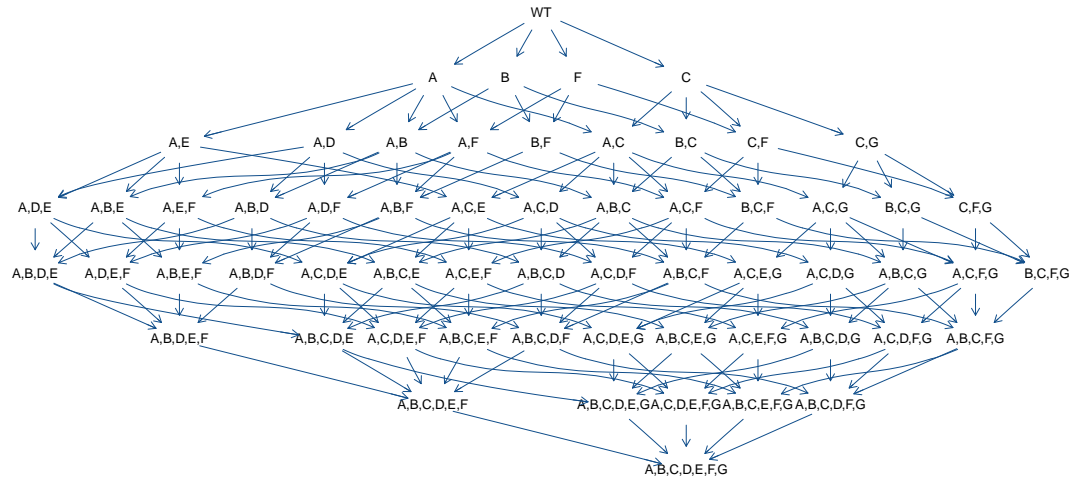 WT
A B F C
A,E A,D A,B A,F B,F A,C B,C C,F C,G
A,D,E A,B,E A,E,F A,B,D A,D,F A,B,F A,C,E A,C,D A,B,C A,C,F B,C,F A,C,G B,C,G C,F,G
A,B,D,E A,D,E,F A,B,E,F A,B,D,F A,C,D,E A,B,C,E A,C,E,F A,B,C,D A,C,D,F A,B,C,F A,C,E,G A,C,D,G A,B,C,G A,C,F,G B,C,F,G
A,B,D,E,F A,B,C,D,E A,C,D,E,F A,B,C,E,F A,B,C,D,F A,C,D,E,G A,B,C,E,G A,C,E,F,G A,B,C,D,G A,C,D,F,G A,B,C,F,G
A,B,C,D,E,F A,B,C,D,E,G A,C,D,E,F,G A,B,C,E,F,G A,B,C,D,F,G
A,B,C,D,E,F,G